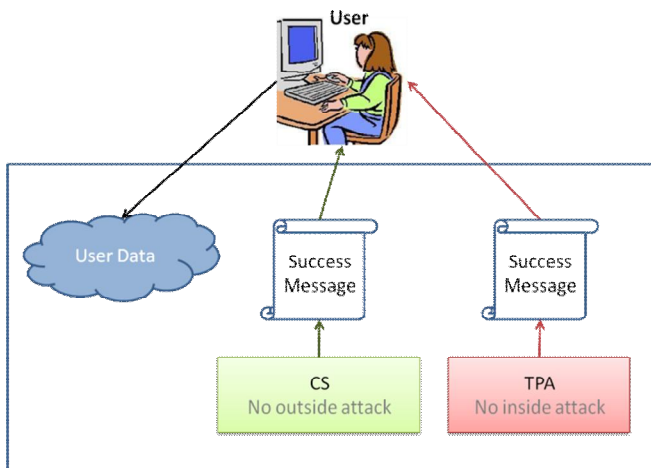 User
User Data
Success
Message
Success
Message
CS
No outside attack
TPA
No inside attack